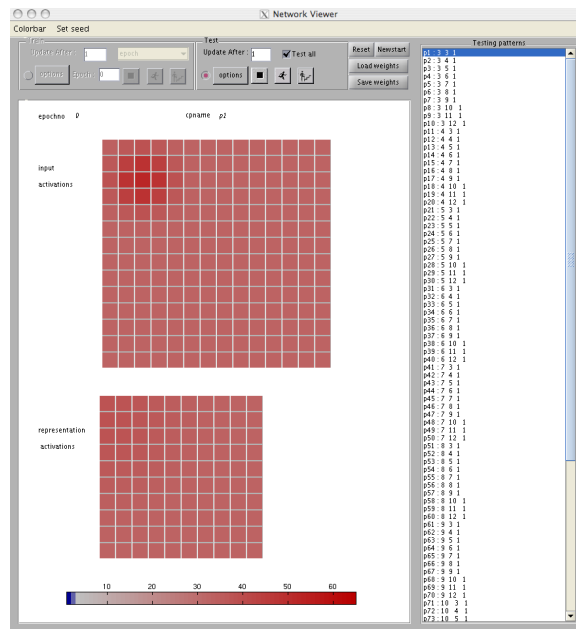 Network Viewer
Colorbar Set seed
Train
Update After : 1 epoch
options Epoch : 0
Test
Update After : 1 Test all
options
Reset Newstart
Load weights
Save weights
epochno 0 cpname p1
input
activations
representation
activations
10 20 30 40 50 60
Testing patterns
p1 : 3 3 1
p2 : 3 4 1
p3 : 3 5 1
p4 : 3 6 1
p5 : 3 7 1
p6 : 3 8 1
p7 : 3 9 1
p8 : 3 10 1
p9 : 3 11 1
p10 : 3 12 1
p11 : 4 3 1
p12 : 4 4 1
p13 : 4 5 1
p14 : 4 6 1
p15 : 4 7 1
p16 : 4 8 1
p17 : 4 9 1
p18 : 4 10 1
p19 : 4 11 1
p20 : 4 12 1
p21 : 5 3 1
p22 : 5 4 1
p23 : 5 5 1
p24 : 5 6 1
p25 : 5 7 1
p26 : 5 8 1
p27 : 5 9 1
p28 : 5 10 1
p29 : 5 11 1
p30 : 5 12 1
p31 : 6 3 1
p32 : 6 4 1
p33 : 6 5 1
p34 : 6 6 1
p35 : 6 7 1
p36 : 6 8 1
p37 : 6 9 1
p38 : 6 10 1
p39 : 6 11 1
p40 : 6 12 1
p41 : 7 3 1
p42 : 7 4 1
p43 : 7 5 1
p44 : 7 6 1
p45 : 7 7 1
p46 : 7 8 1
p47 : 7 9 1
p48 : 7 10 1
p49 : 7 11 1
p50 : 7 12 1
p51 : 8 3 1
p52 : 8 4 1
p53 : 8 5 1
p54 : 8 6 1
p55 : 8 7 1
p56 : 8 8 1
p57 : 8 9 1
p58 : 8 10 1
p59 : 8 11 1
p60 : 8 12 1
p61 : 9 3 1
p62 : 9 4 1
p63 : 9 5 1
p64 : 9 6 1
p65 : 9 7 1
p66 : 9 8 1
p67 : 9 9 1
p68 : 9 10 1
p69 : 9 11 1
p70 : 9 12 1
p71 : 10 3 1
p72 : 10 4 1
p73 : 10 5 1